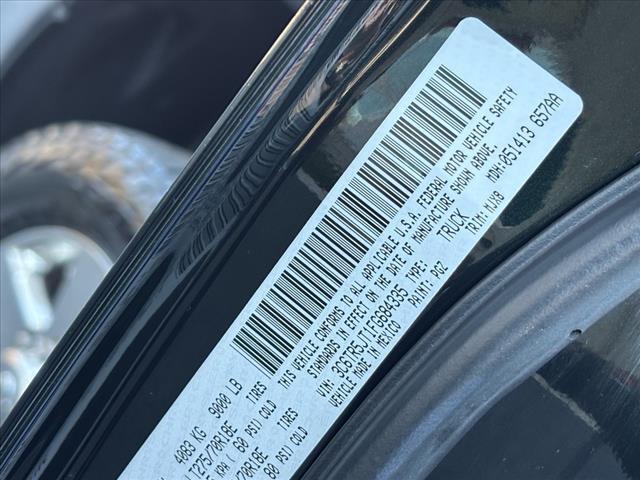 4083 KG 9000 LB
LT275/70R18E TIRES
KPA ( 60 PSI) COLD
/70R18E TIRES
80 PSI) COLD
THIS VEHICLE CONFORMS TO ALL APPLICABLE U.S.A. FEDERAL MOTOR VEHICLE SAFETY
STANDARDS IN EFFECT ON THE DATE OF MANUFACTURE SHOWN ABOVE.
VIN: 3C6TR5JT1FG684335 TYPE: TRUCK MDH:051413 657AA
VEHICLE MADE IN MEXICO PAINT: PGZ TRIM: MJX8